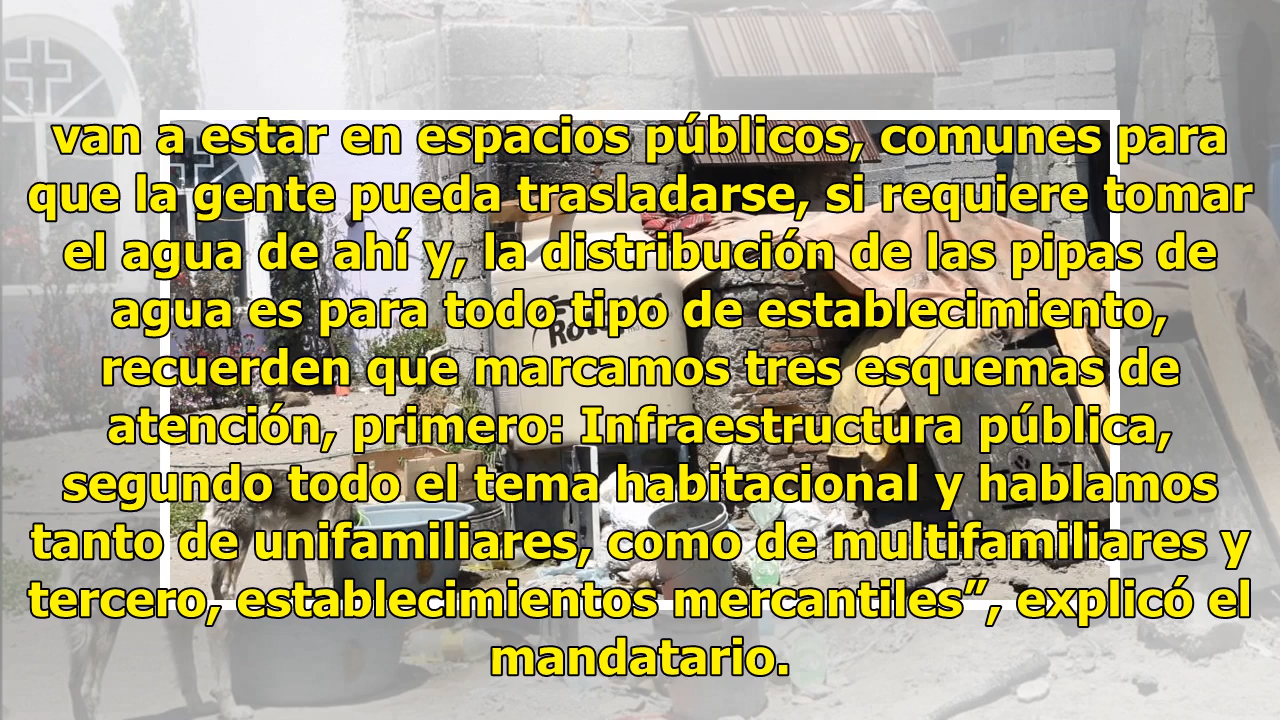 van a estar en espacios públicos, comunes para
que la gente pueda trasladarse, si requiere tomar
el agua de ahí y, la distribución de las pipas de
agua es para todo tipo de establecimiento,
recuerden que marcamos tres esquemas de
atención, primero: Infraestructura pública,
segundo todo el tema habitacional y hablamos
tanto de unifamiliares, como de multifamiliares y
tercero, establecimientos mercantiles”, explicó el
mandatario.